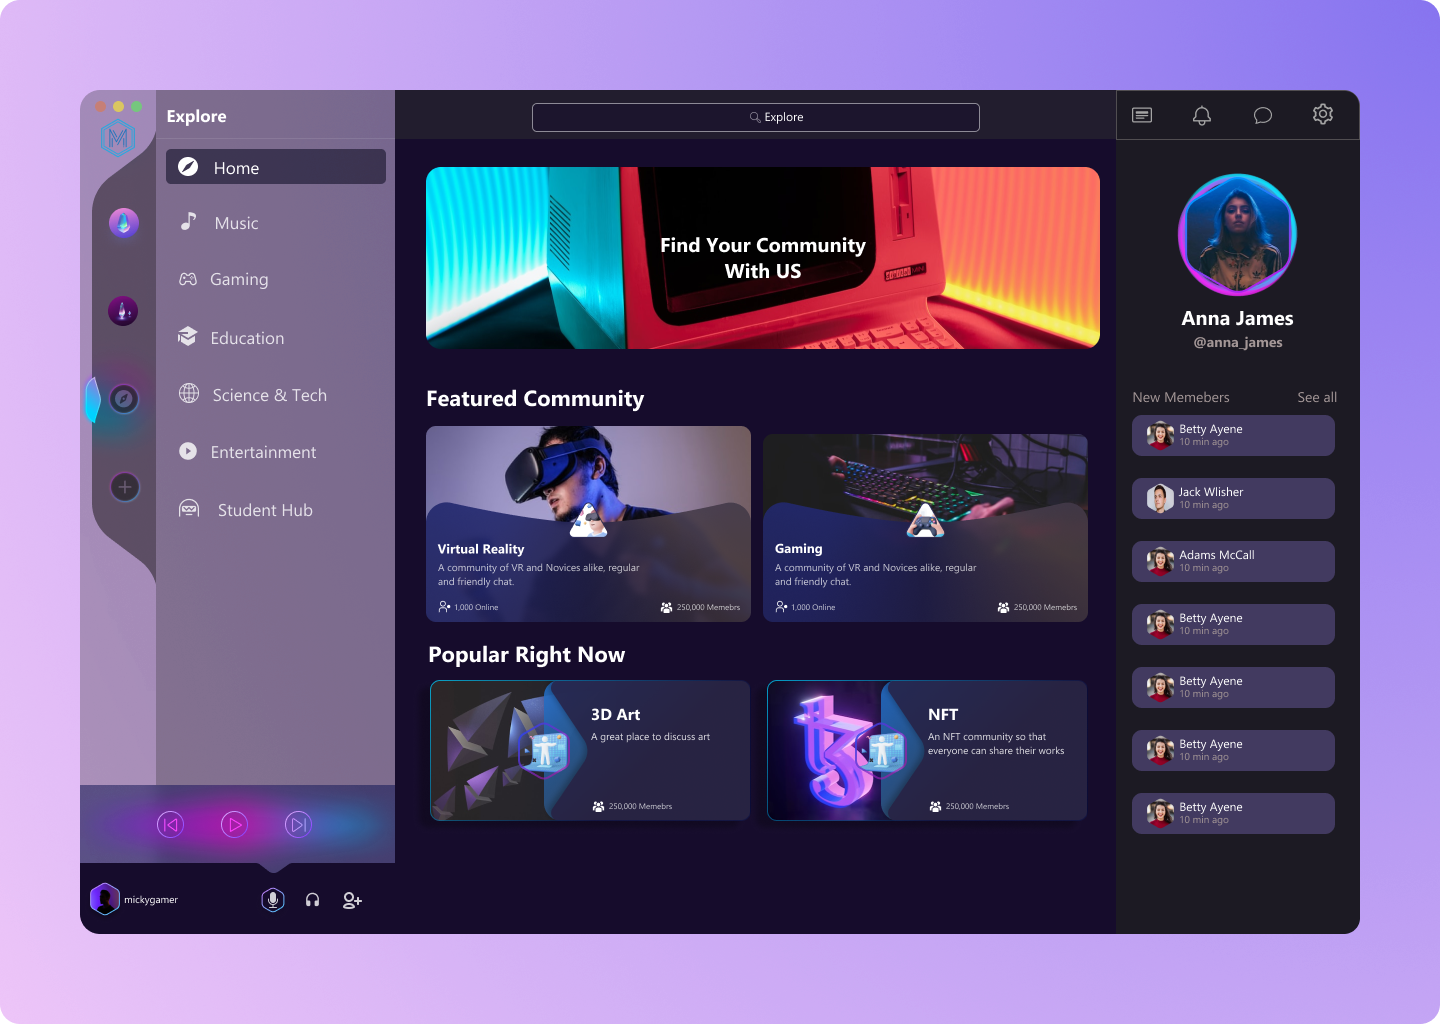 Explore
Home
Music
Gaming
Education
Science & Tech
Entertainment
Student Hub
mickygamer
Explore
Find Your Community
With US
Featured Community
Virtual Reality
A community of VR and Novices alike, regular
and friendly chat.
1,000 Online
250,000 Memebrs
Gaming
A community of VR and Novices alike, regular
and friendly chat.
1,000 Online
250,000 Memebrs
Popular Right Now
3D Art
A great place to discuss art
250,000 Memebrs
NFT
An NFT community so that
everyone can share their works
250,000 Memebrs
Anna James
@anna_james
New Memebers
See all
Betty Ayene
10 min ago
Jack Wlisher
10 min ago
Adams McCall
10 min ago
Betty Ayene
10 min ago
Betty Ayene
10 min ago
Betty Ayene
10 min ago
Betty Ayene
10 min ago